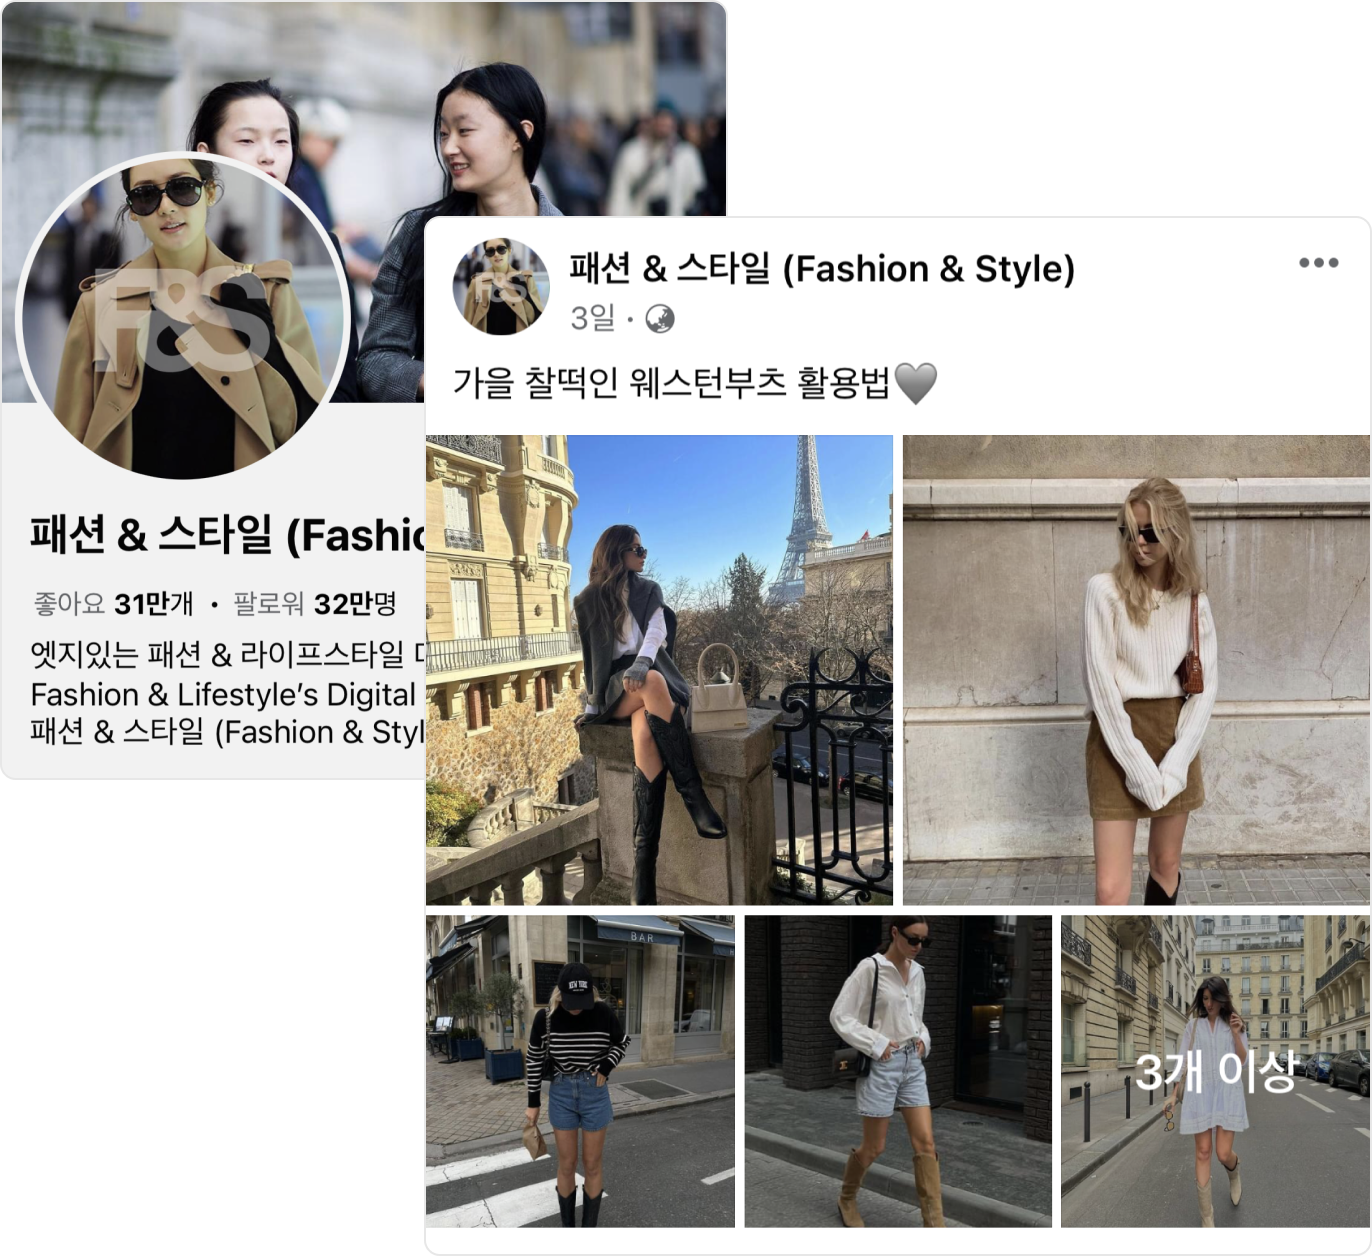 F&S
패션 & 스타일 (Fashic
좋아요 31만개 • 팔로워 32만명
엣지있는 패션 & 라이프스타일
Fashion & Lifestyle’s Digital
패션 & 스타일 (Fashion & Styl
F&S
패션 & 스타일 (Fashion & Style)
3일 ·
가을 찰떡인 웨스턴부츠 활용법🩶
BAR
NEW YORK
3개 이상